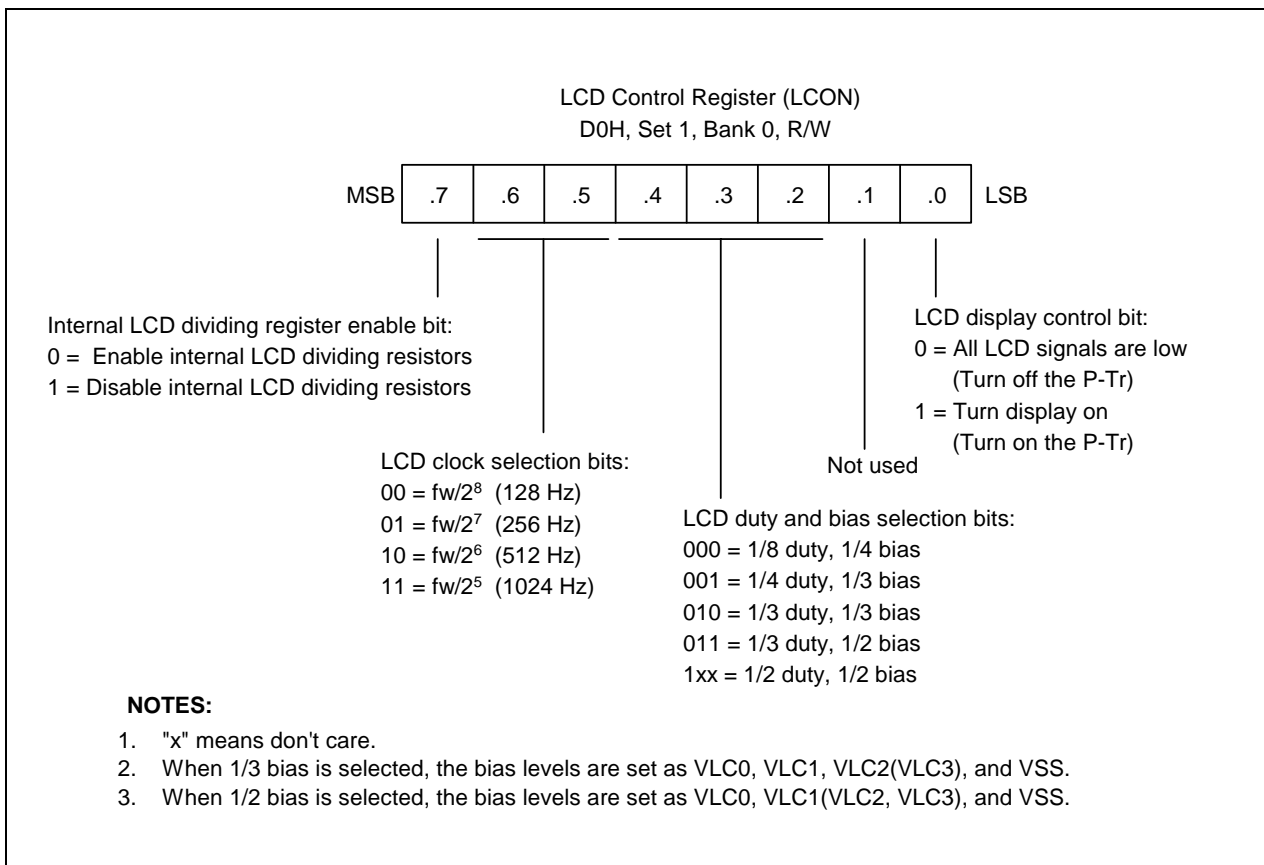 LCD Control Register (LCON)
D0H, Set 1, Bank 0, R/W
MSB .7 .6 .5 .4 .3 .2 .1 .0 LSB
Internal LCD dividing register enable bit:
0 = Enable internal LCD dividing resistors
1 = Disable internal LCD dividing resistors
LCD clock selection bits:
00 = fw/2⁸ (128 Hz)
01 = fw/2⁷ (256 Hz)
10 = fw/2⁶ (512 Hz)
11 = fw/2⁵ (1024 Hz)
LCD duty and bias selection bits:
000 = 1/8 duty, 1/4 bias
001 = 1/4 duty, 1/3 bias
010 = 1/3 duty, 1/3 bias
011 = 1/3 duty, 1/2 bias
1xx = 1/2 duty, 1/2 bias
Not used
LCD display control bit:
0 = All LCD signals are low
(Turn off the P-Tr)
1 = Turn display on
(Turn on the P-Tr)
NOTES:
1. "x" means don't care.
2. When 1/3 bias is selected, the bias levels are set as VLC0, VLC1, VLC2(VLC3), and VSS.
3. When 1/2 bias is selected, the bias levels are set as VLC0, VLC1(VLC2, VLC3), and VSS.